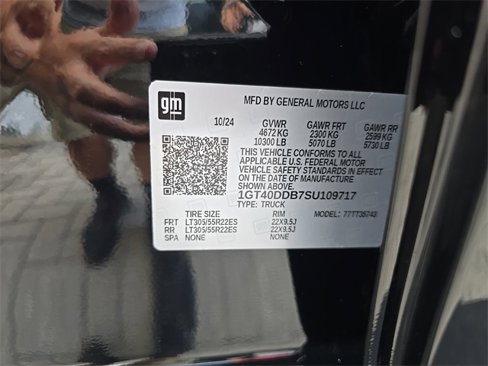 gm
MFD BY GENERAL MOTORS LLC
10/24 GVWR GAWR FRT GAWR RR
4672 KG 2300 KG 2599 KG
10300 LB 5070 LB 5730 LB
THIS VEHICLE CONFORMS TO ALL
APPLICABLE U.S. FEDERAL MOTOR
VEHICLE SAFETY STANDARDS IN EFFECT
ON THE DATE OF MANUFACTURE
SHOWN ABOVE.
1GT40DDB7SU109717
TYPE: TRUCK
TIRE SIZE RIM MODEL: 77TT35743
FRT LT305/55R22ES 22X9.5J
RR LT305/55R22ES 22X9.5J
SPA NONE NONE